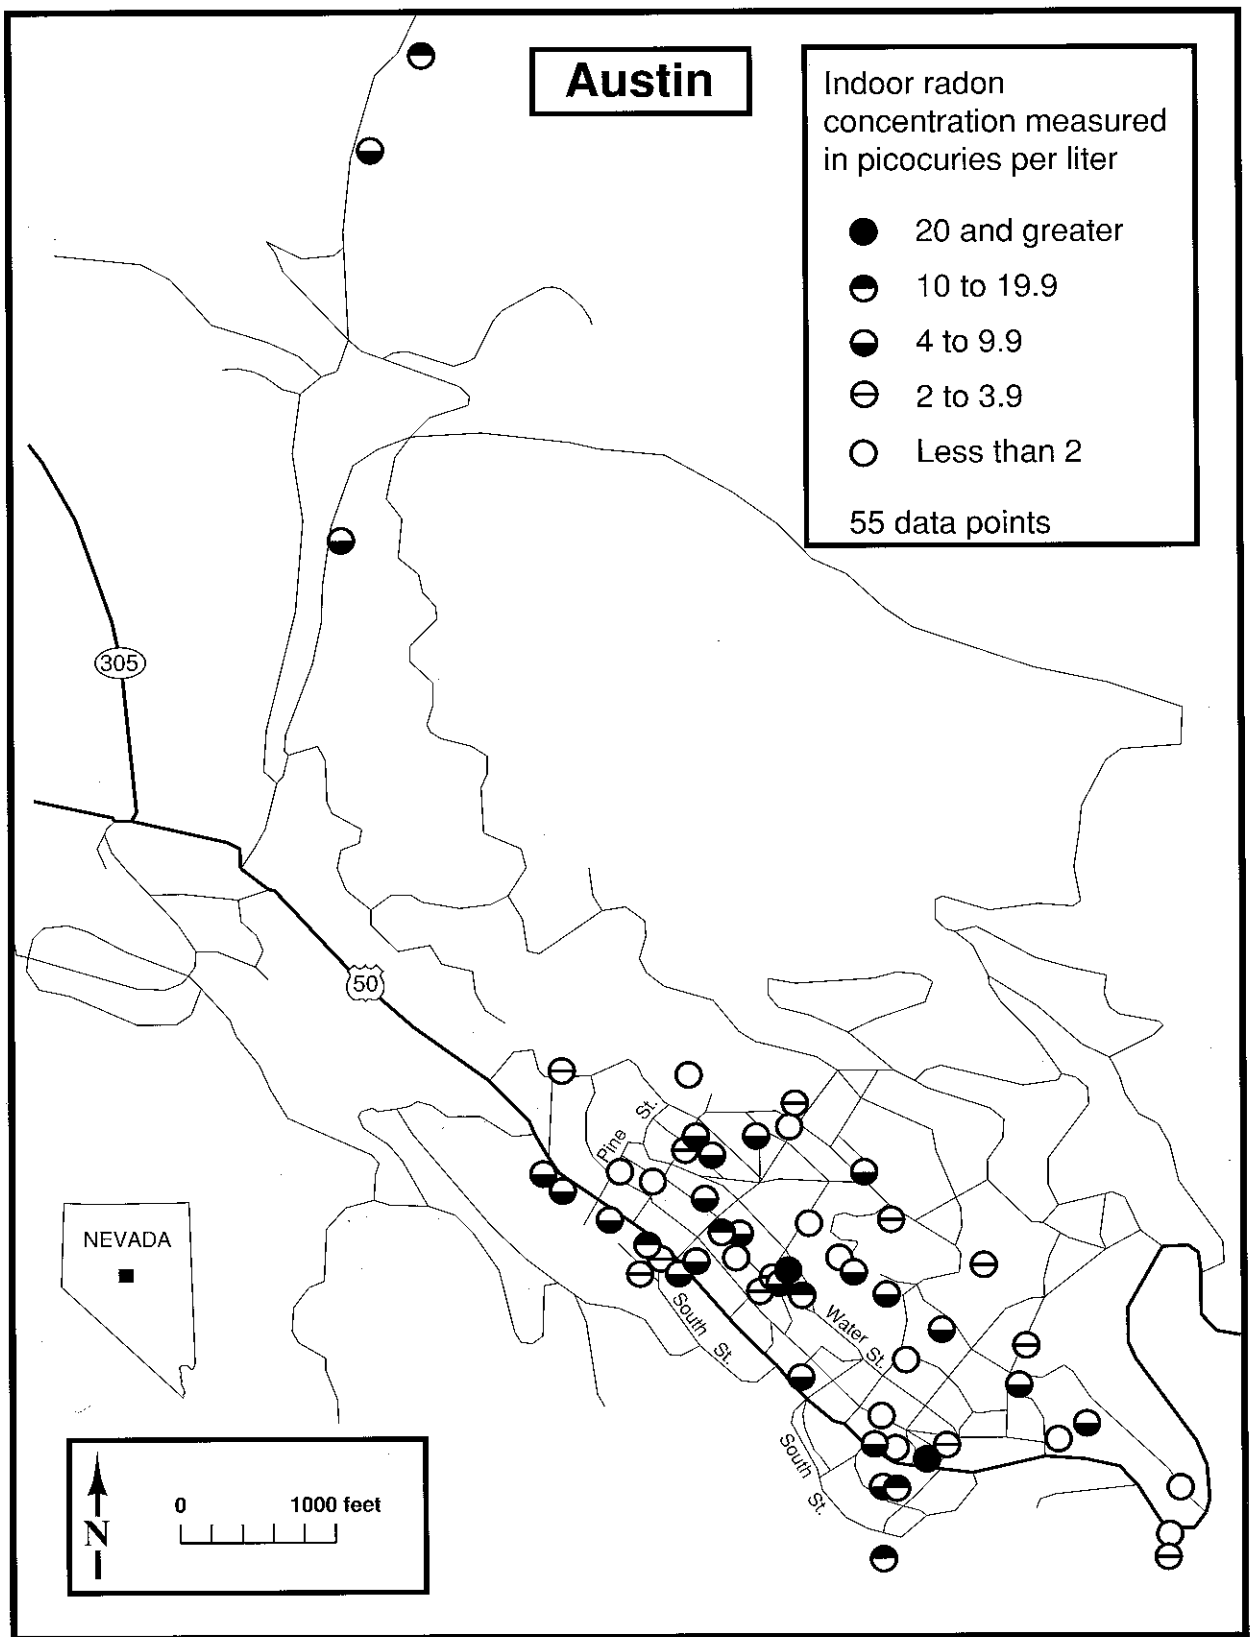 Austin
Indoor radon
concentration measured
in picocuries per liter
20 and greater
10 to 19.9
4 to 9.9
2 to 3.9
Less than 2
55 data points
305
50
Pine St.
NEVADA
South St.
Water St.
South St.
0 1000 feet
N